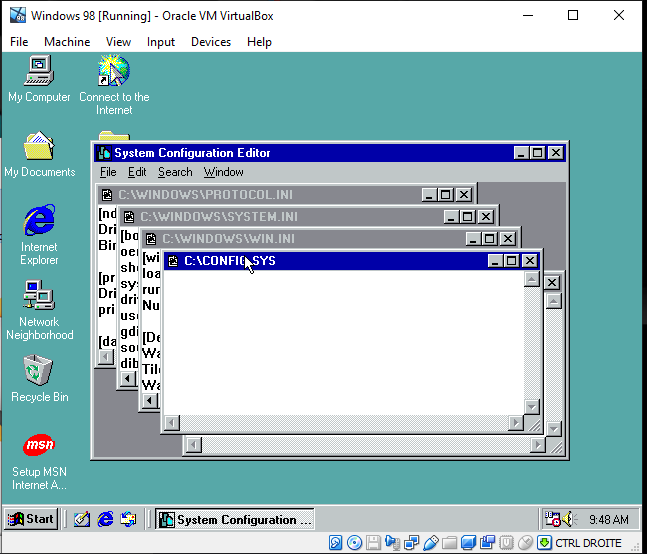 Windows 98 [Running] - Oracle VM VirtualBox
File Machine View Input Devices Help
My Computer
Connect to the
Internet
My Documents
Internet
Explorer
Network
Neighborhood
Recycle Bin
msn
Setup MSN
Internet A...
System Configuration Editor
File Edit Search Window
C:\WINDOWS\PROTOCOL.INI
[nd
Dri
Bin
[pr
Dri
pri
[da
C:\WINDOWS\SYSTEM.INI
[bo
oer
she
sys
driv
use
gdi
sou
dib
C:\WINDOWS\WIN.INI
[wi
loa
run
Nu
[De
Wa
Tile
Wa
C:\CONFIG.SYS
Start
System Configuration ...
9:48 AM
CTRL DROITE